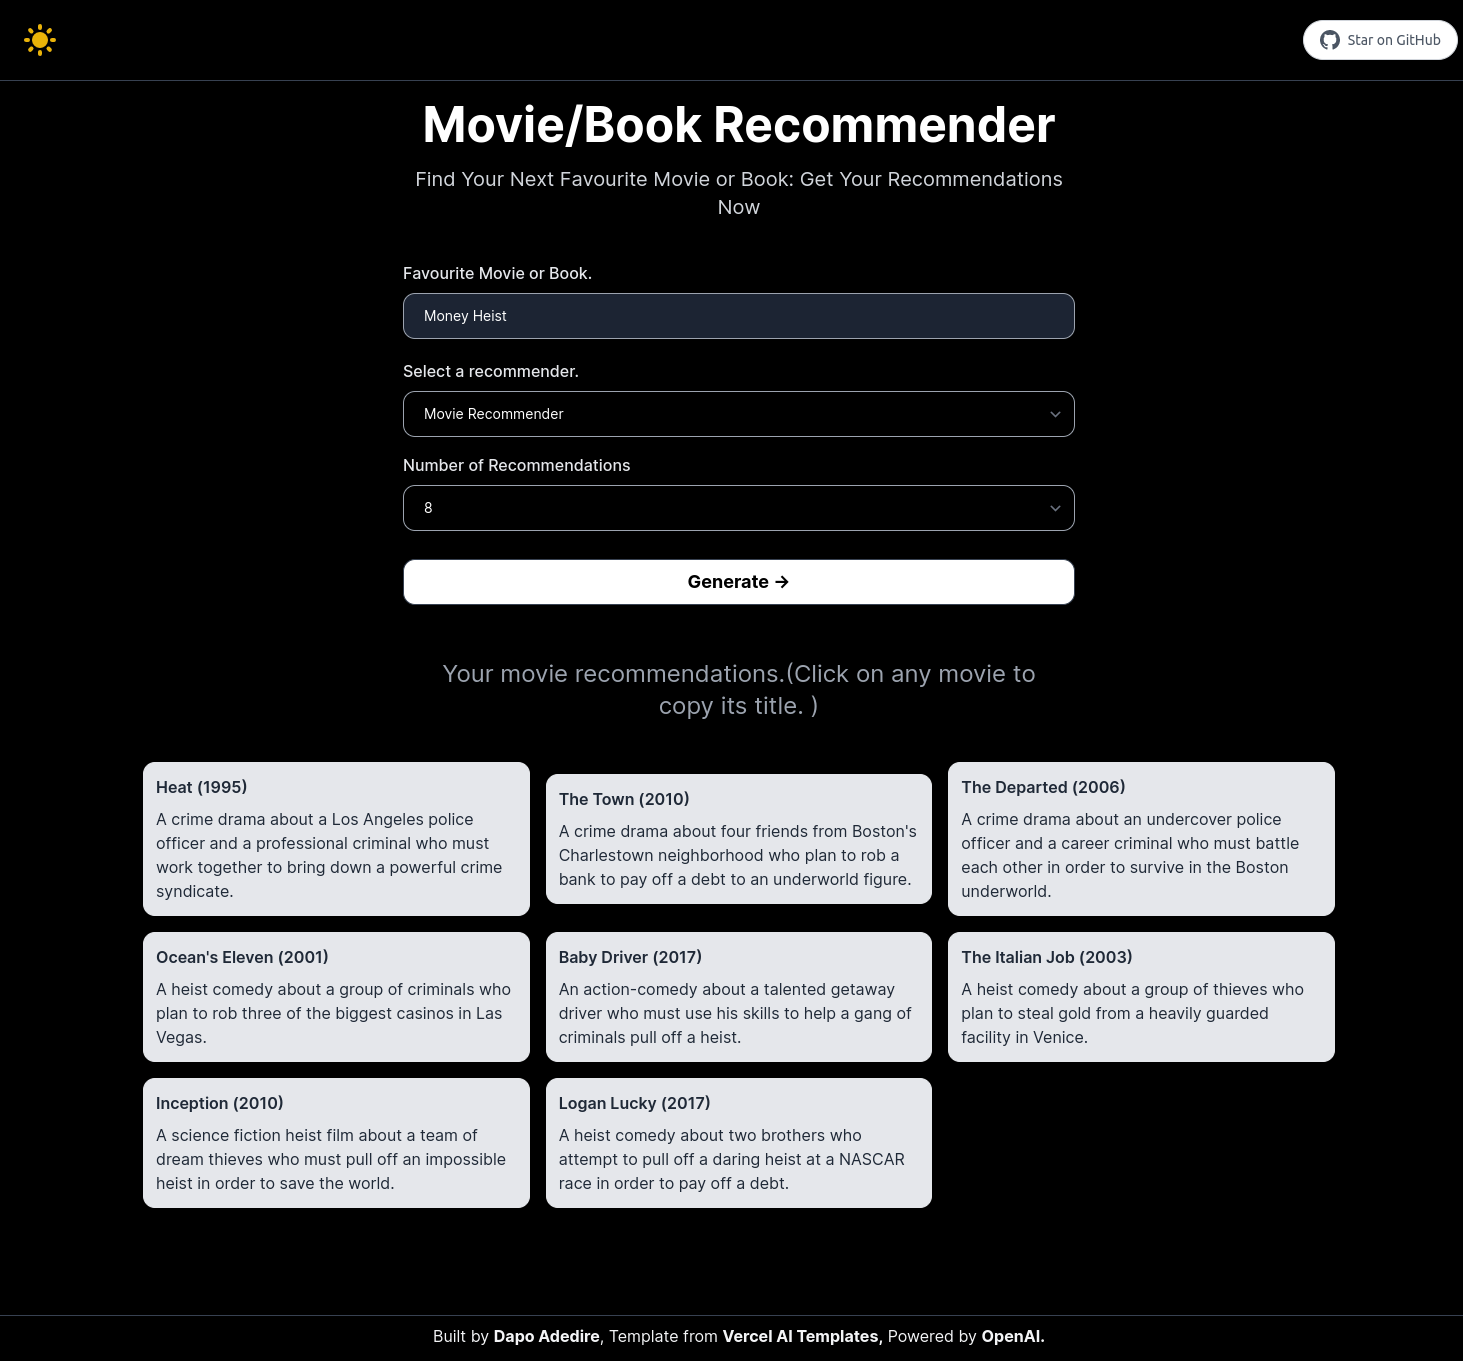 Star on GitHub
Movie/Book Recommender
Find Your Next Favourite Movie or Book: Get Your Recommendations
Now
Favourite Movie or Book.
Money Heist
Select a recommender.
Movie Recommender
Number of Recommendations
8
Generate →
Your movie recommendations.(Click on any movie to
copy its title. )
Heat (1995)
A crime drama about a Los Angeles police
officer and a professional criminal who must
work together to bring down a powerful crime
syndicate.
The Town (2010)
A crime drama about four friends from Boston's
Charlestown neighborhood who plan to rob a
bank to pay off a debt to an underworld figure.
The Departed (2006)
A crime drama about an undercover police
officer and a career criminal who must battle
each other in order to survive in the Boston
underworld.
Ocean's Eleven (2001)
A heist comedy about a group of criminals who
plan to rob three of the biggest casinos in Las
Vegas.
Baby Driver (2017)
An action-comedy about a talented getaway
driver who must use his skills to help a gang of
criminals pull off a heist.
The Italian Job (2003)
A heist comedy about a group of thieves who
plan to steal gold from a heavily guarded
facility in Venice.
Inception (2010)
A science fiction heist film about a team of
dream thieves who must pull off an impossible
heist in order to save the world.
Logan Lucky (2017)
A heist comedy about two brothers who
attempt to pull off a daring heist at a NASCAR
race in order to pay off a debt.
Built by Dapo Adedire, Template from Vercel AI Templates, Powered by OpenAI.